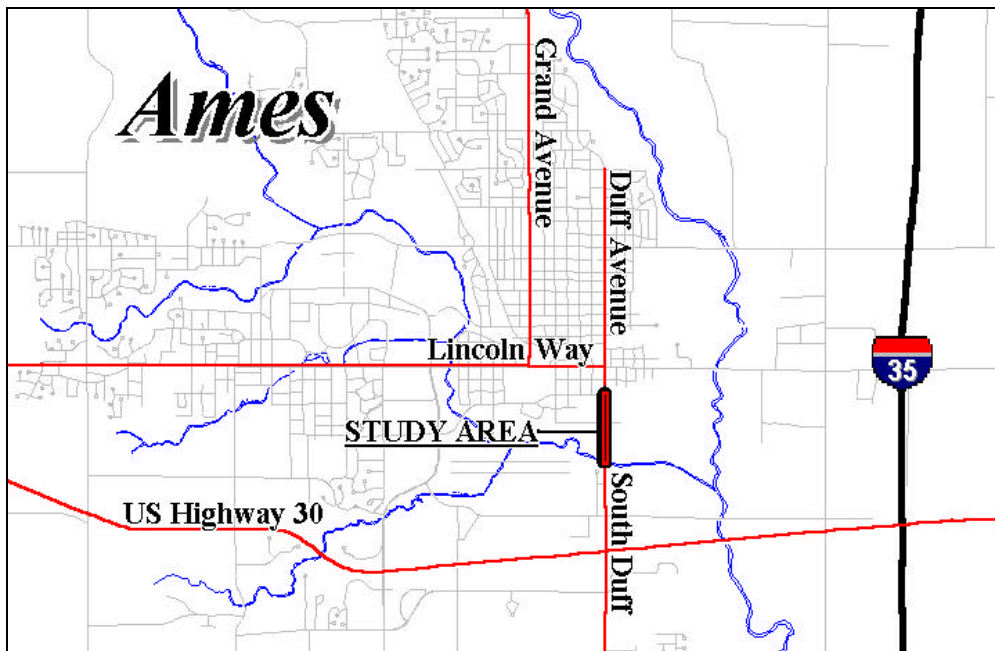 Ames
Grand Avenue
Duff Avenue
Lincoln Way
35
STUDY AREA
South Duff
US Highway 30